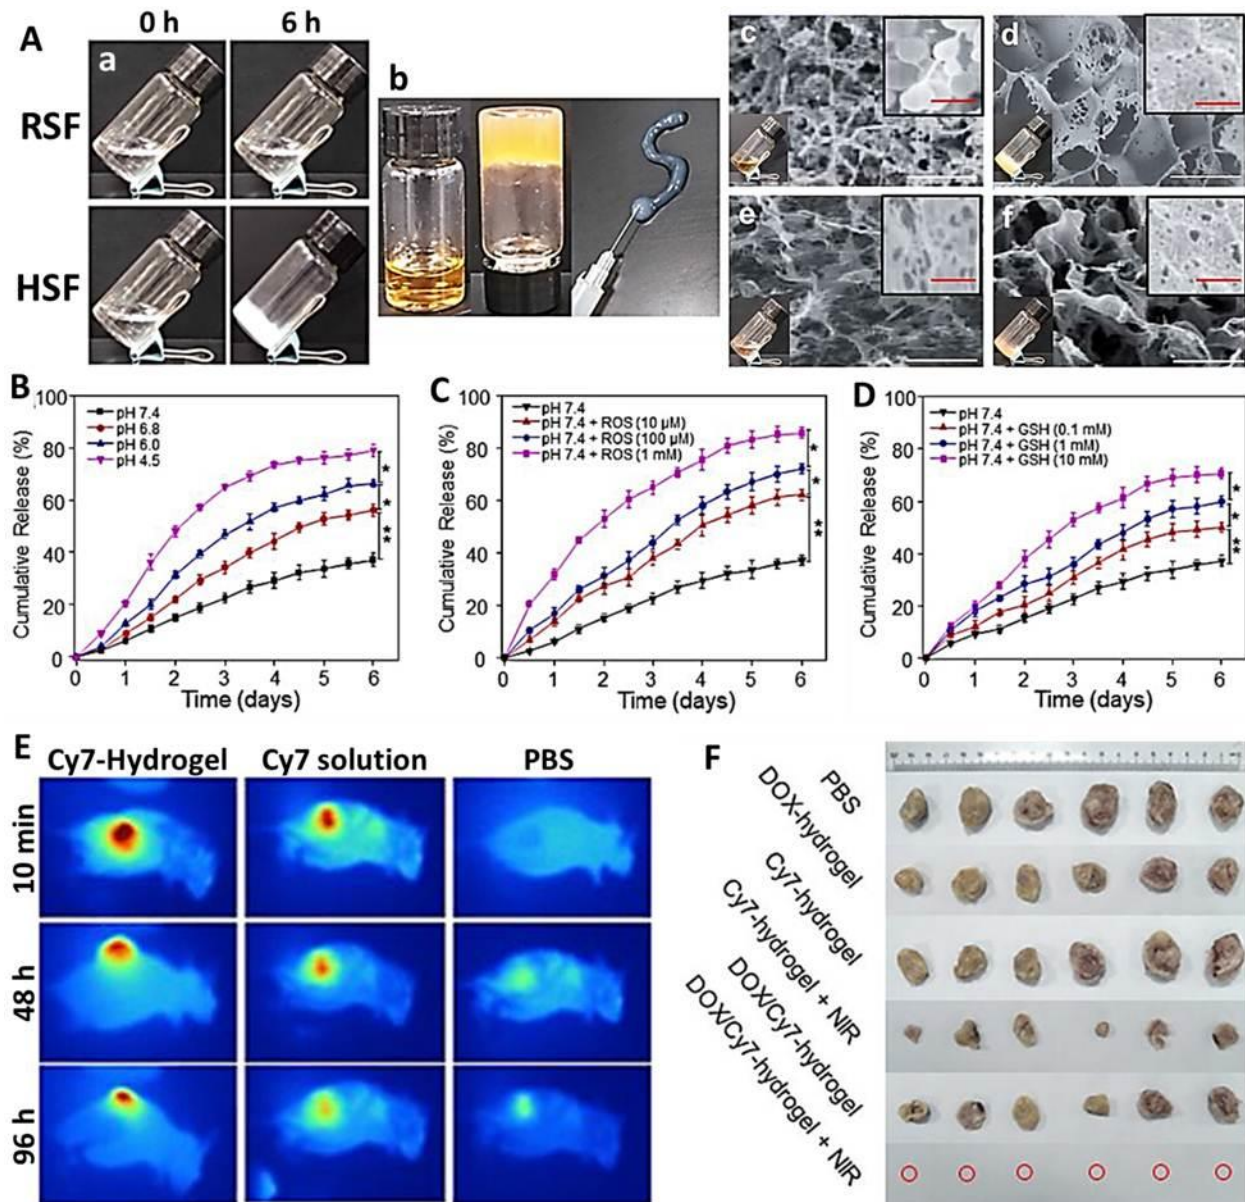 A
0 h
6 h
RSF
HSF
a
b
c
d
e
f
B
Cumulative Release (%)
100
80
60
40
20
0
pH 7.4
pH 6.8
pH 6.0
pH 4.5
*
*
**
0 1 2 3 4 5 6
Time (days)
C
Cumulative Release (%)
100
80
60
40
20
0
pH 7.4
pH 7.4 + ROS (10 μM)
pH 7.4 + ROS (100 μM)
pH 7.4 + ROS (1 mM)
*
*
**
0 1 2 3 4 5 6
Time (days)
D
Cumulative Release (%)
100
80
60
40
20
0
pH 7.4
pH 7.4 + GSH (0.1 mM)
pH 7.4 + GSH (1 mM)
pH 7.4 + GSH (10 mM)
*
*
**
0 1 2 3 4 5 6
Time (days)
E
Cy7-Hydrogel
Cy7 solution
PBS
10 min
48 h
96 h
F
PBS
DOX-hydrogel
Cy7-hydrogel
Cy7-hydrogel + NIR
DOX/Cy7-hydrogel
DOX/Cy7-hydrogel + NIR